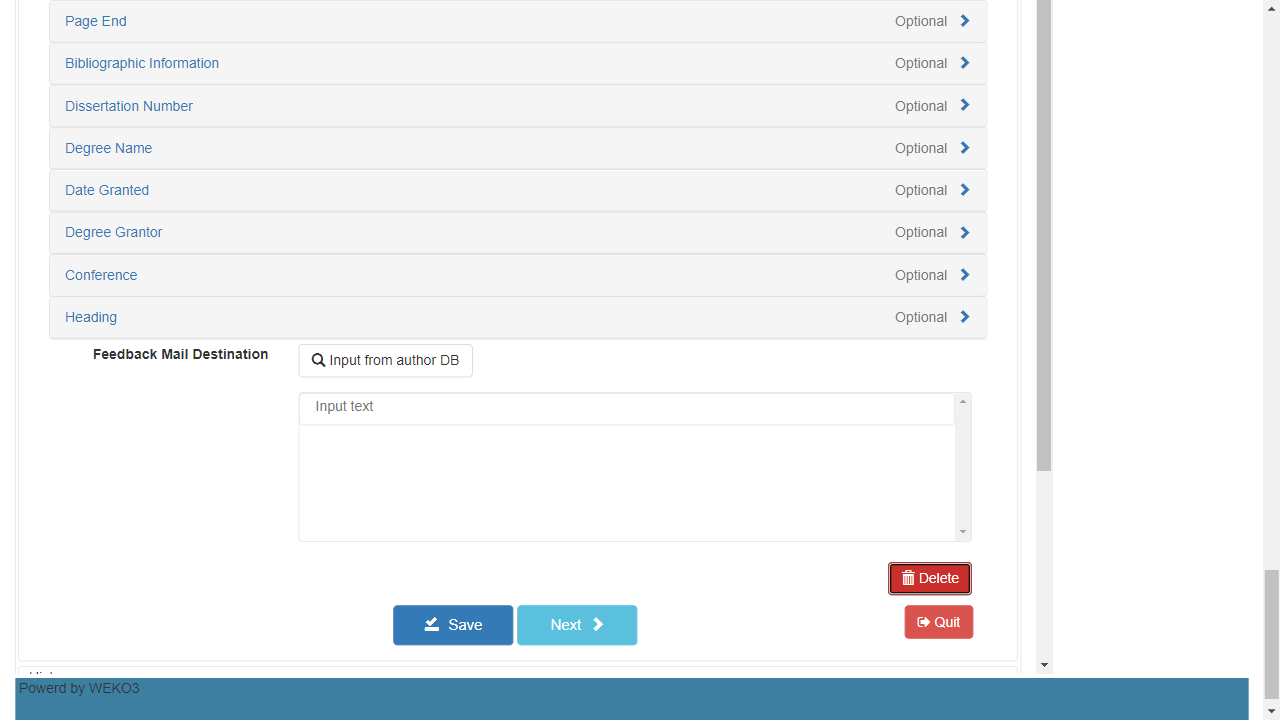 Page End Optional
Bibliographic Information Optional
Dissertation Number Optional
Degree Name Optional
Date Granted Optional
Degree Grantor Optional
Conference Optional
Heading Optional
Feedback Mail Destination Input from author DB
Input text
Delete
Save Next Quit
Powerd by WEKO3